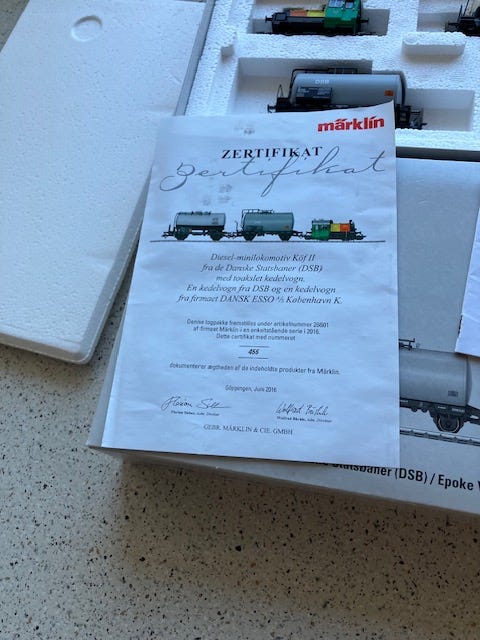 DSB
märklin
ZERTIFIKAT
Zertifikat
Diesel-minilokomotiv Köf II
fra de Danske Statsbaner (DSB)
med toakslet kedelvogn.
En kedelvogn fra DSB og en kedelvogn
fra firmaet DANSK ESSO A/S København K.
Denne togpakke fremstilles under artikelnummer 26601
af firmaet Märklin i en enkeltstående serie i 2016.
Dette certifikat med nummeret
455
dokumenterer ægtheden af de indeholdte produkter fra Märklin.
Göppingen, Juni 2016
GEBR. MÄRKLIN & CIE. GMBH
Statsbaner (DSB) / Epoke